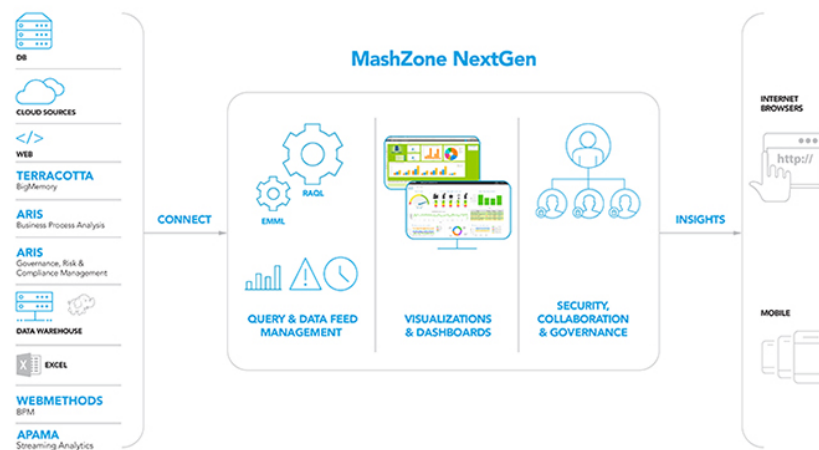 DB
CLOUD SOURCES
</>
WEB
TERRACOTTA
BigMemory
ARIS
Business Process Analysis
ARIS
Governance, Risk &
Compliance Management
DATA WAREHOUSE
X
EXCEL
WEBMETHODS
BPM
APAMA
Streaming Analytics
CONNECT
MashZone NextGen
RAQL
EMML
QUERY & DATA FEED
MANAGEMENT
VISUALIZATIONS
& DASHBOARDS
SECURITY,
COLLABORATION
& GOVERNANCE
INSIGHTS
INTERNET
BROWSERS
http://
MOBILE